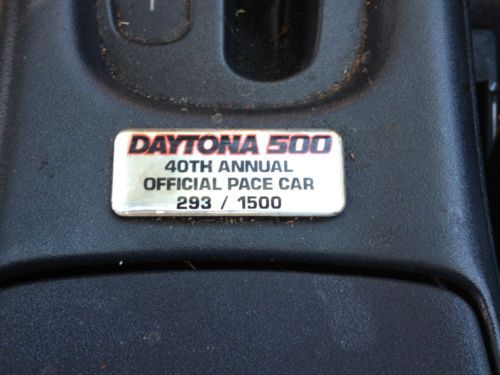 DAYTONA 500
40TH ANNUAL
OFFICIAL PACE CAR
293 / 1500